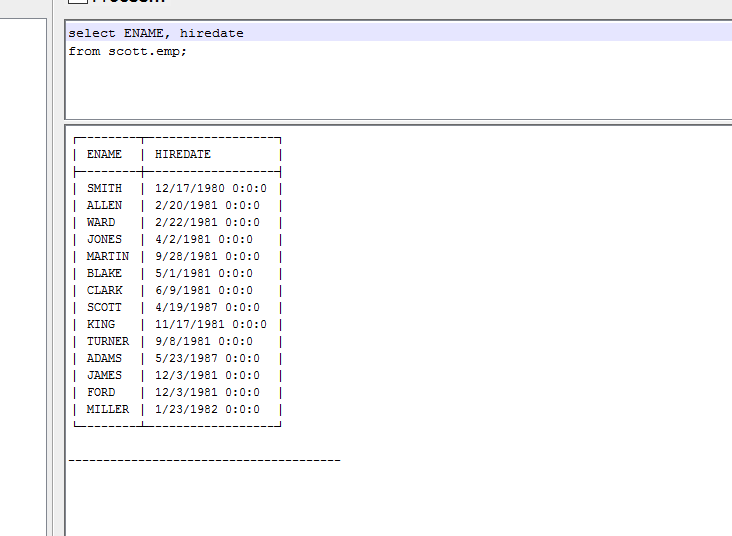 select ENAME, hiredate
from scott.emp;
ENAME | HIREDATE
SMITH | 12/17/1980 0:0:0
ALLEN | 2/20/1981 0:0:0
WARD | 2/22/1981 0:0:0
JONES | 4/2/1981 0:0:0
MARTIN | 9/28/1981 0:0:0
BLAKE | 5/1/1981 0:0:0
CLARK | 6/9/1981 0:0:0
SCOTT | 4/19/1987 0:0:0
KING | 11/17/1981 0:0:0
TURNER | 9/8/1981 0:0:0
ADAMS | 5/23/1987 0:0:0
JAMES | 12/3/1981 0:0:0
FORD | 12/3/1981 0:0:0
MILLER | 1/23/1982 0:0:0
---------------------------------------